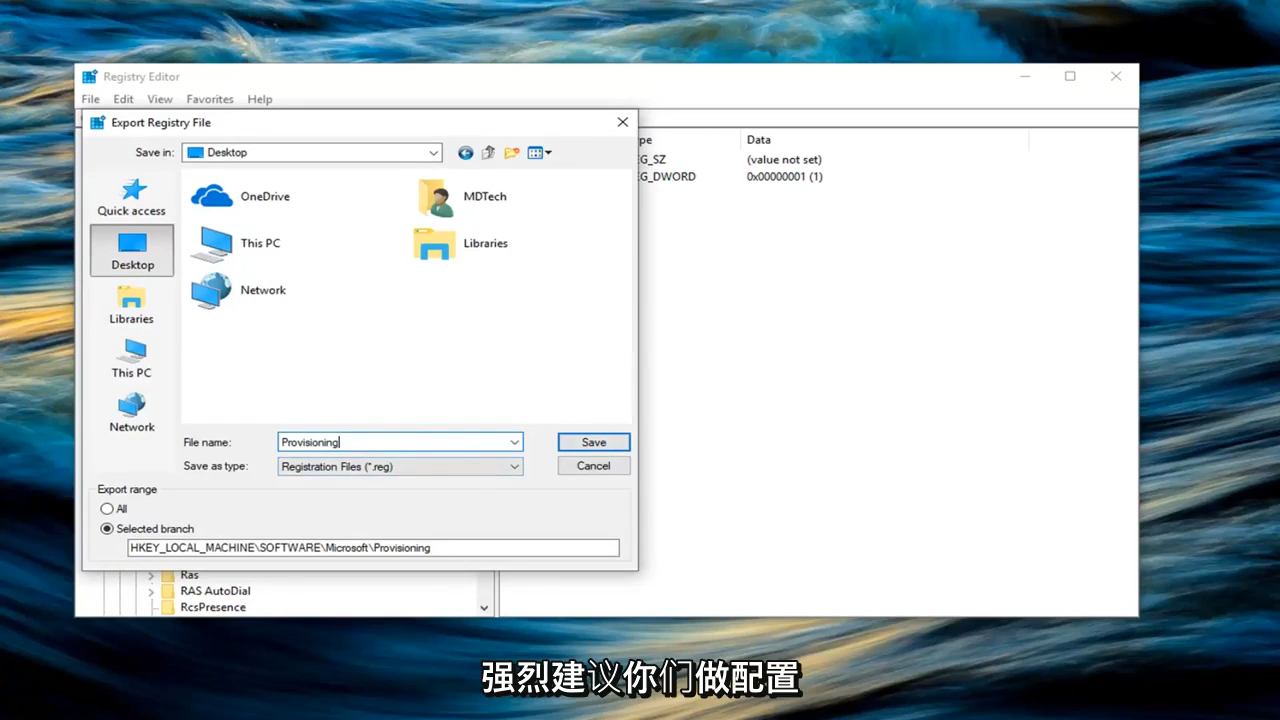 Registry Editor
File Edit View Favorites Help
Export Registry File
Save in: Desktop
pe Data
EG_SZ (value not set)
EG_DWORD 0x00000001 (1)
Quick access
Desktop
Libraries
This PC
Network
OneDrive MDTech
This PC Libraries
Network
File name: Provisioning Save
Save as type: Registration Files (*.reg) Cancel
Export range
All
Selected branch
HKEY_LOCAL_MACHINE\SOFTWARE\Microsoft\Provisioning
Ras
RAS AutoDial
RcsPresence
强烈建议你们做配置